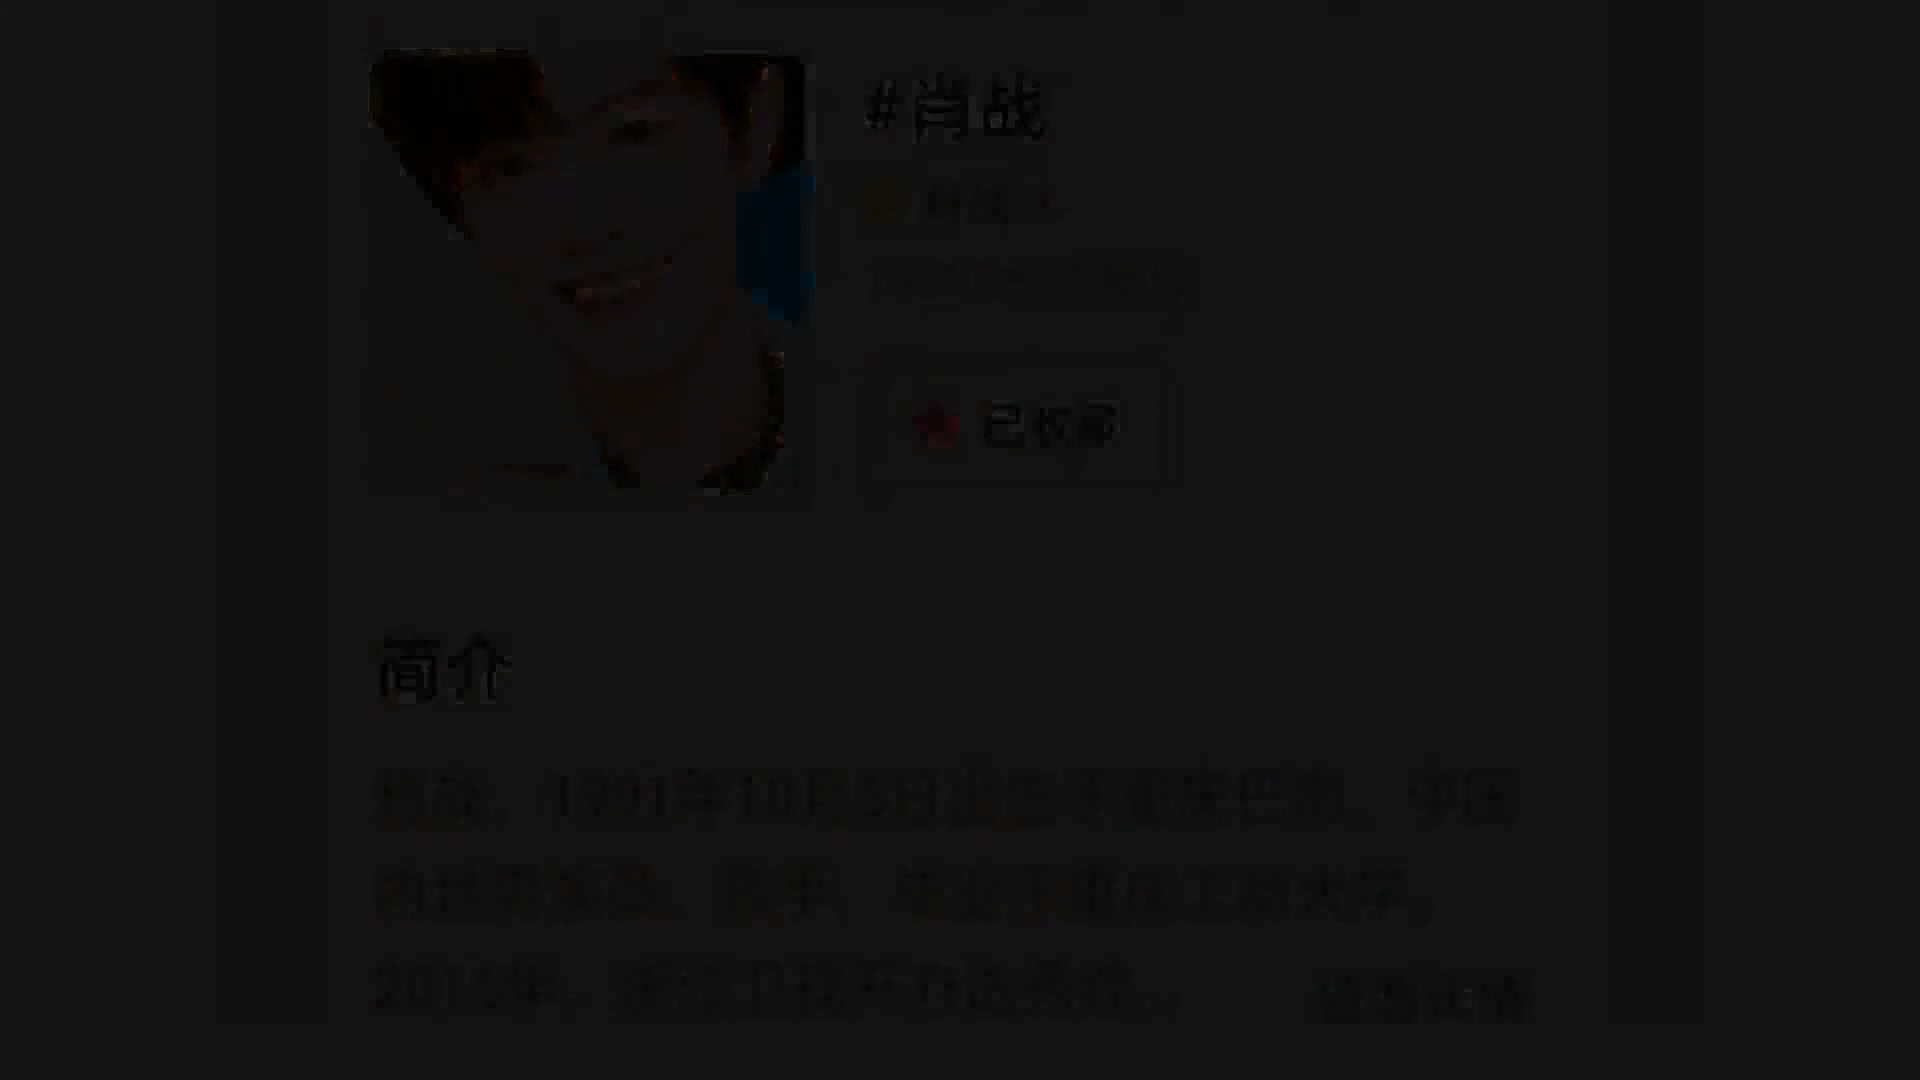 #肖战
肖战
已收藏
简介
肖战，1991年10月5日出生于重庆巴南，中国
内地男演员、歌手，毕业于重庆工商大学。
2015年，浙江卫视开办选秀综...
查看详情